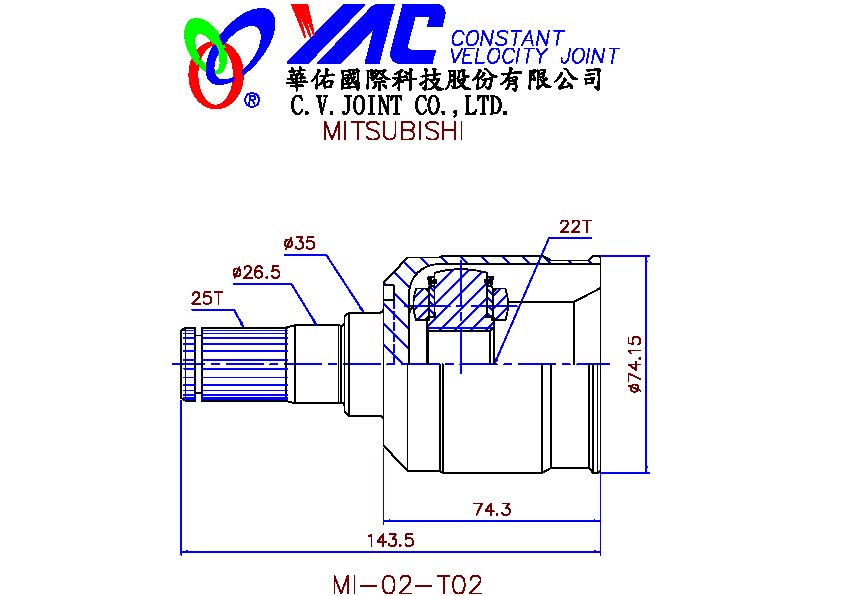 YAC CONSTANT
VELOCITY JOINT
®
華佑國際科技股份有限公司
C.V.JOINT CO.,LTD.
MITSUBISHI
22T
ø35
ø26.5
25T
ø74.15
74.3
143.5
MI-02-T02